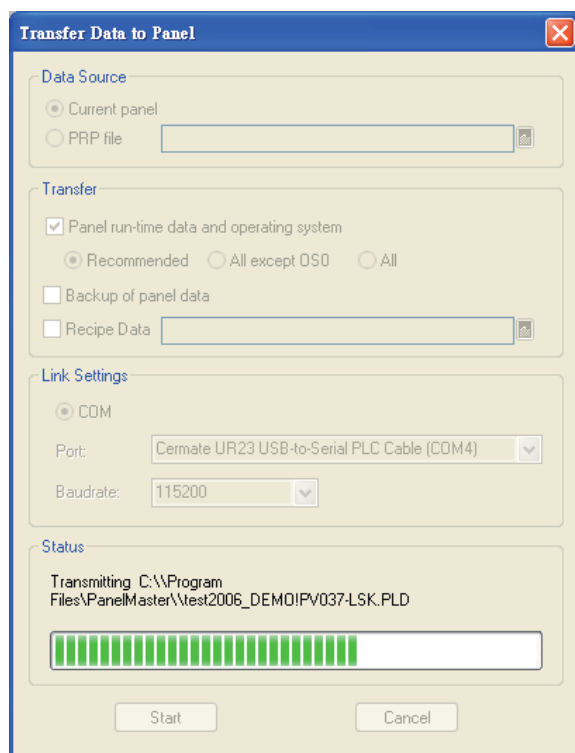 Transfer Data to Panel
Data Source
Current panel
PRP file
Transfer
Panel run-time data and operating system
Recommended All except OS0 All
Backup of panel data
Recipe Data
Link Settings
COM
Port: Cermate UR23 USB-to-Serial PLC Cable (COM4)
Baudrate: 115200
Status
Transmitting C:\\Program
Files\PanelMaster\\test2006_DEMO!PV037-LSK.PLD
Start Cancel